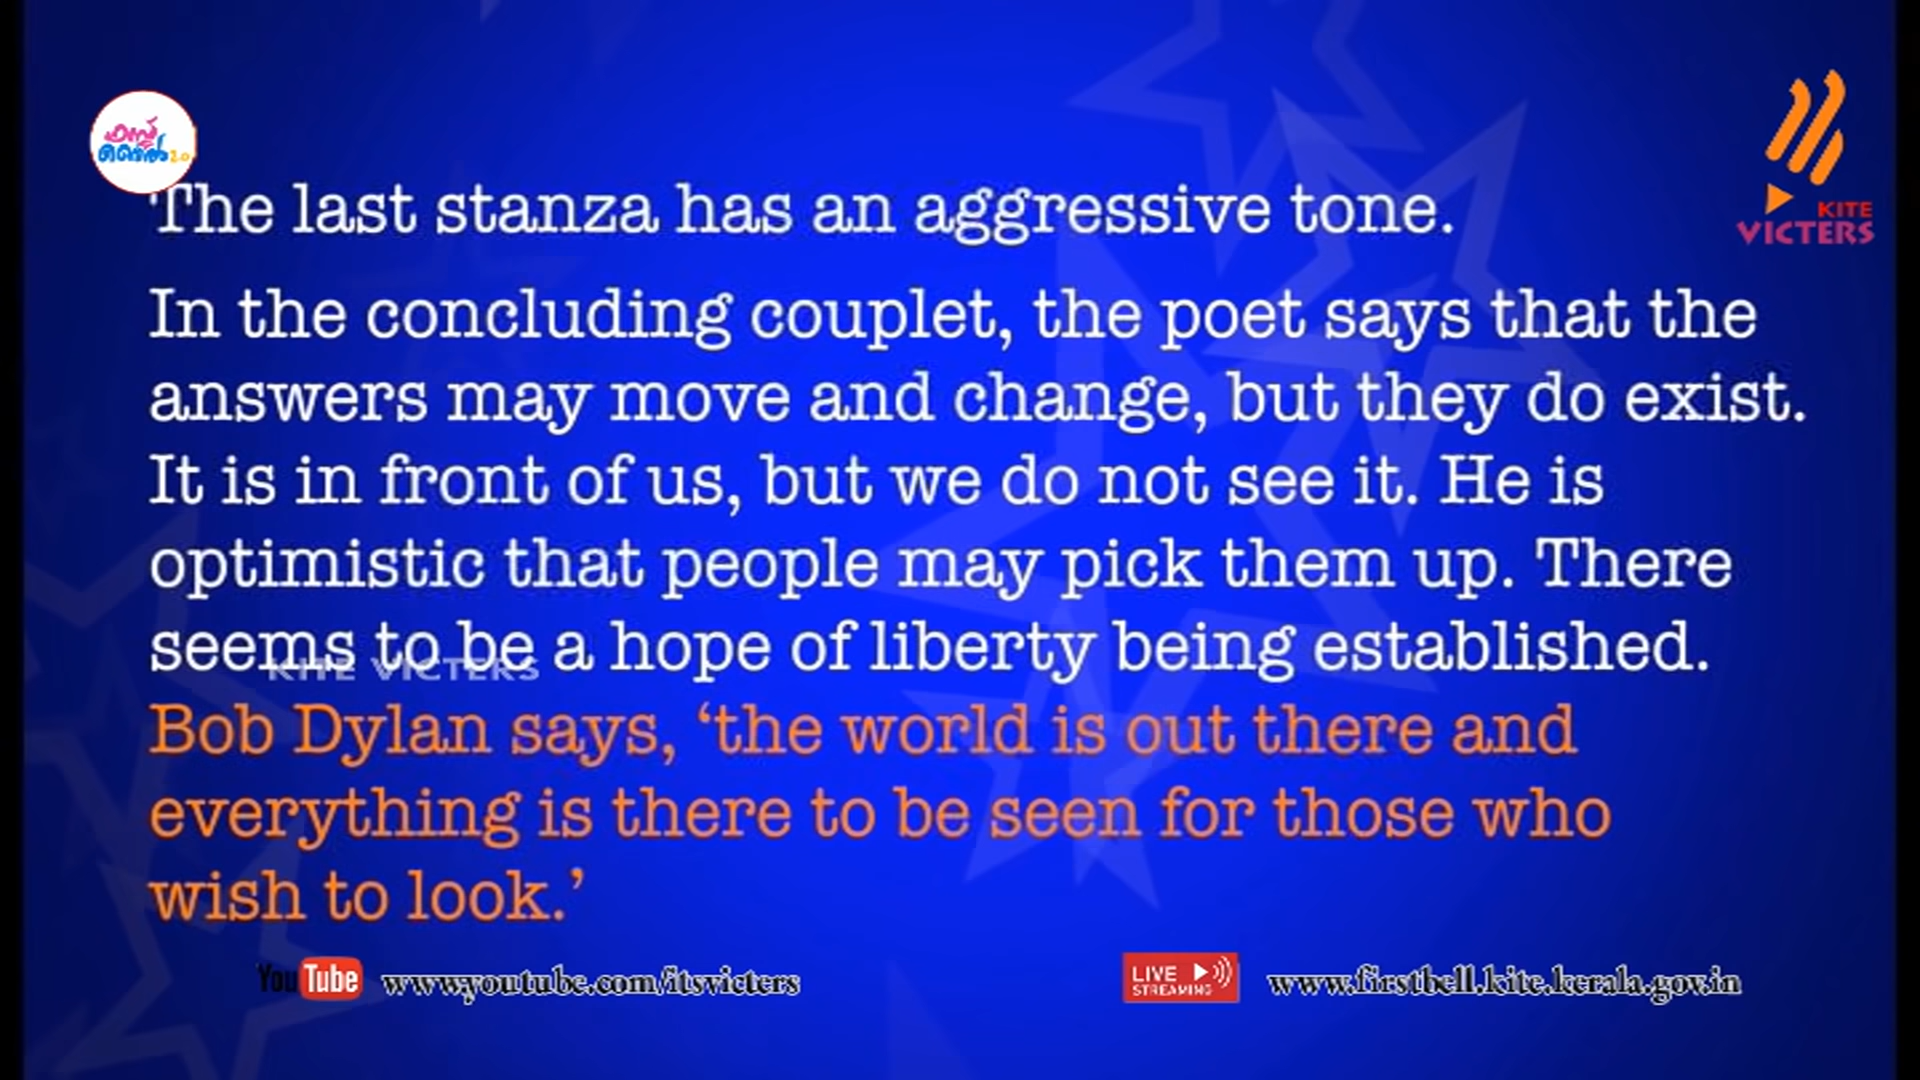 ഫസ്റ്റ്
ബെൽ 2.0
KITE
VICTERS
The last stanza has an aggressive tone.
In the concluding couplet, the poet says that the
answers may move and change, but they do exist.
It is in front of us, but we do not see it. He is
optimistic that people may pick them up. There
seems to be a hope of liberty being established.
KITE VICTERS
Bob Dylan says, ‘the world is out there and
everything is there to be seen for those who
wish to look.’
YouTube www.youtube.com/itsvicters
LIVE STREAMING www.firstbell.kite.kerala.gov.in